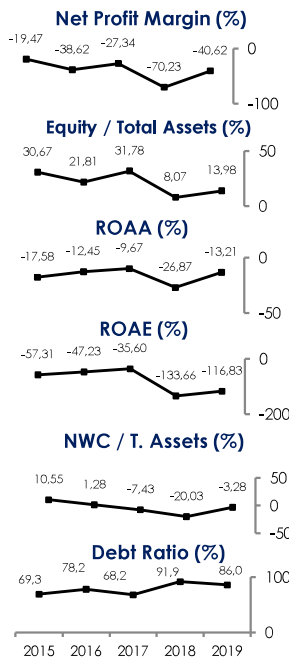 Net Profit Margin (%)
-19,47 -38,62 -27,34 -70,23 -40,62
0
-100
Equity / Total Assets (%)
30,67 21,81 31,78 8,07 13,98
50
0
ROAA (%)
-17,58 -12,45 -9,67 -26,87 -13,21
0
-50
ROAE (%)
-57,31 -47,23 -35,60 -133,66 -116,83
0
-200
NWC / T. Assets (%)
10,55 1,28 -7,43 -20,03 -3,28
50
0
-50
Debt Ratio (%)
69,3 78,2 68,2 91,9 86,0
100
0
2015 2016 2017 2018 2019